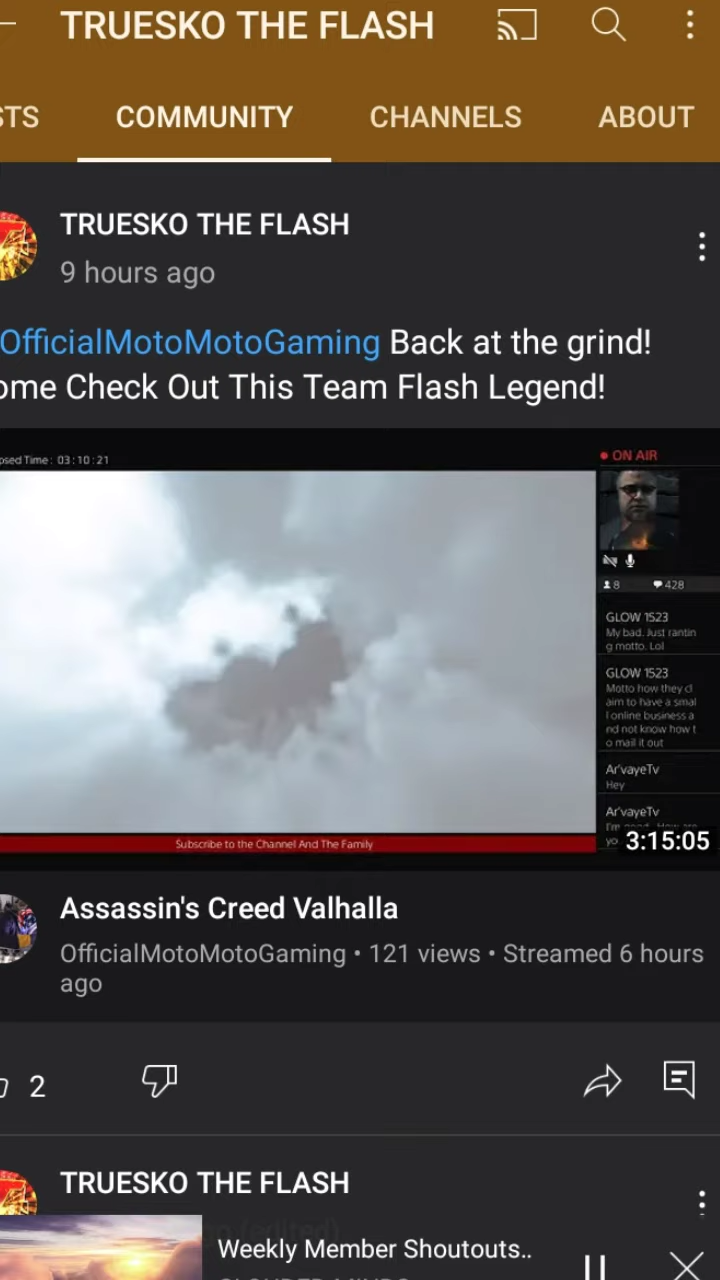 TRUESKO THE FLASH
STS COMMUNITY CHANNELS ABOUT
TRUESKO THE FLASH
9 hours ago
OfficialMotoMotoGaming Back at the grind!
ome Check Out This Team Flash Legend!
psed Time : 03:10:21
ON AIR
8 428
GLOW 1523
My bad. Just rantin
g motto. Lol
GLOW 1523
Motto how they cl
aim to have a smal
l online business a
nd not know how t
o mail it out
Ar'vayeTv
Hey
Ar'vayeTv
yo
3:15:05
Subscribe to the Channel And The Family
Assassin's Creed Valhalla
OfficialMotoMotoGaming • 121 views • Streamed 6 hours
ago
2
TRUESKO THE FLASH
(edited)
Weekly Member Shoutouts..